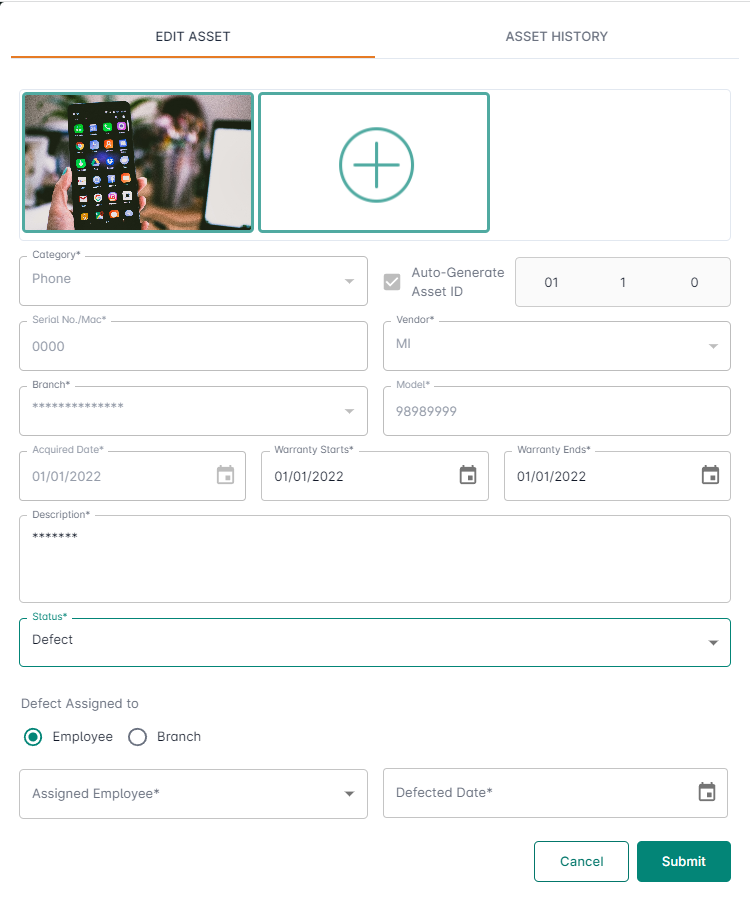 EDIT ASSET
ASSET HISTORY
Category*
Phone
Auto-Generate
Asset ID
01 1 0
Serial No./Mac*
0000
Vendor*
MI
Branch*
**************
Model*
98989999
Acquired Date*
01/01/2022
Warranty Starts*
01/01/2022
Warranty Ends*
01/01/2022
Description*
*******
Status*
Defect
Defect Assigned to
Employee
Branch
Assigned Employee*
Defected Date*
Cancel
Submit